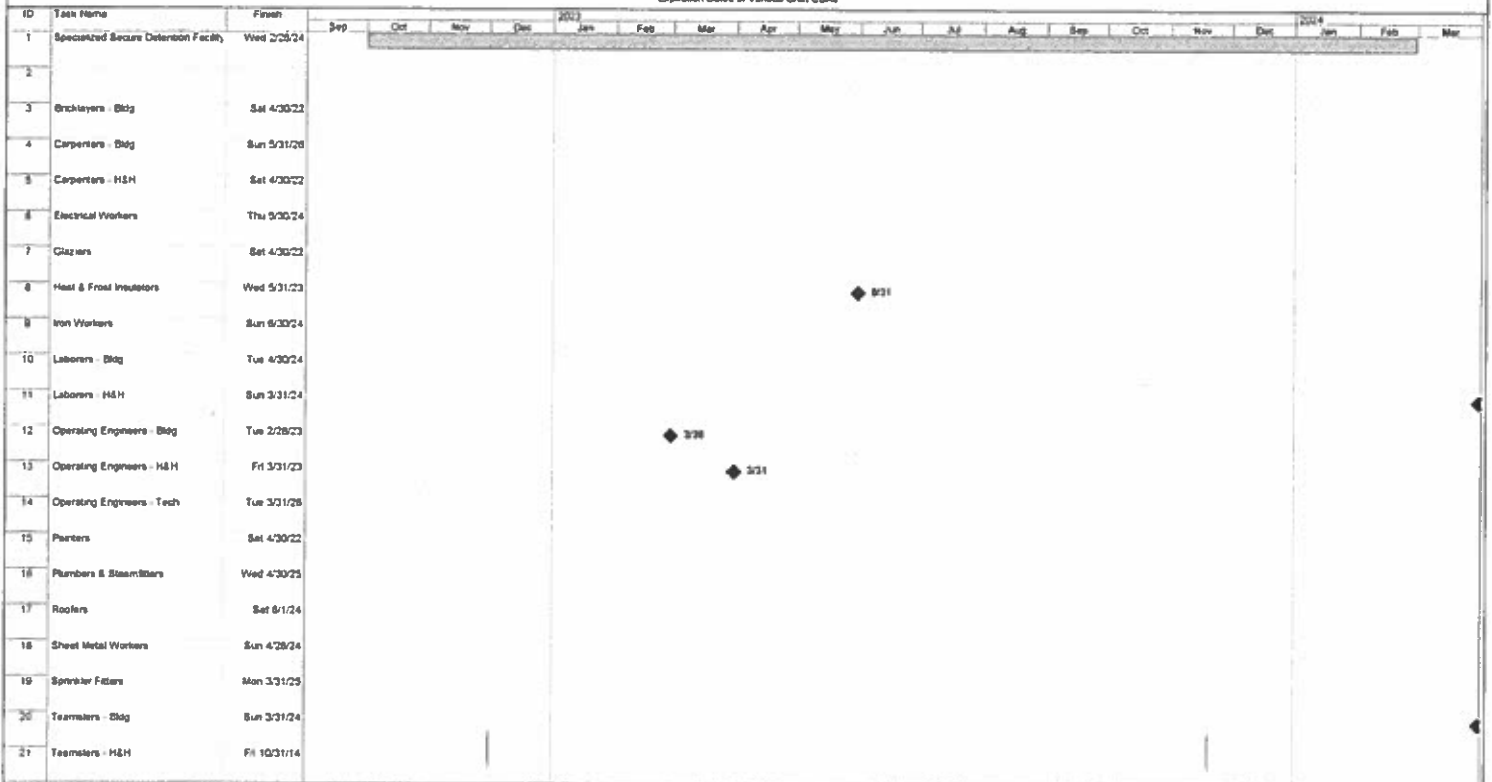 Expiration Dates of Various Craft CBAs
ID Task Name Finish
2023 2024
Sep Oct Nov Dec Jan Feb Mar Apr May Jun Jul Aug Sep Oct Nov Dec Jan Feb Mar
1 Specialized Secure Detention Facility Wed 2/28/24
2
3 Bricklayers - Bldg Sat 4/30/22
4 Carpenters - Bldg Sun 5/31/26
5 Carpenters - H&H Sat 4/30/22
6 Electrical Workers Thu 5/30/24
7 Glaziers Sat 4/30/22
8 Heat & Frost Insulators Wed 5/31/23 5/31
9 Iron Workers Sun 6/30/24
10 Laborers - Bldg Tue 4/30/24
11 Laborers - H&H Sun 3/31/24
12 Operating Engineers - Bldg Tue 2/28/23 2/28
13 Operating Engineers - H&H Fri 3/31/23 3/31
14 Operating Engineers - Tech Tue 3/31/26
15 Painters Sat 4/30/22
16 Plumbers & Steamfitters Wed 4/30/25
17 Roofers Sat 6/1/24
18 Sheet Metal Workers Sun 4/28/24
19 Sprinkler Fitters Mon 3/31/25
20 Teamsters - Bldg Sun 3/31/24
21 Teamsters - H&H Fri 10/31/14